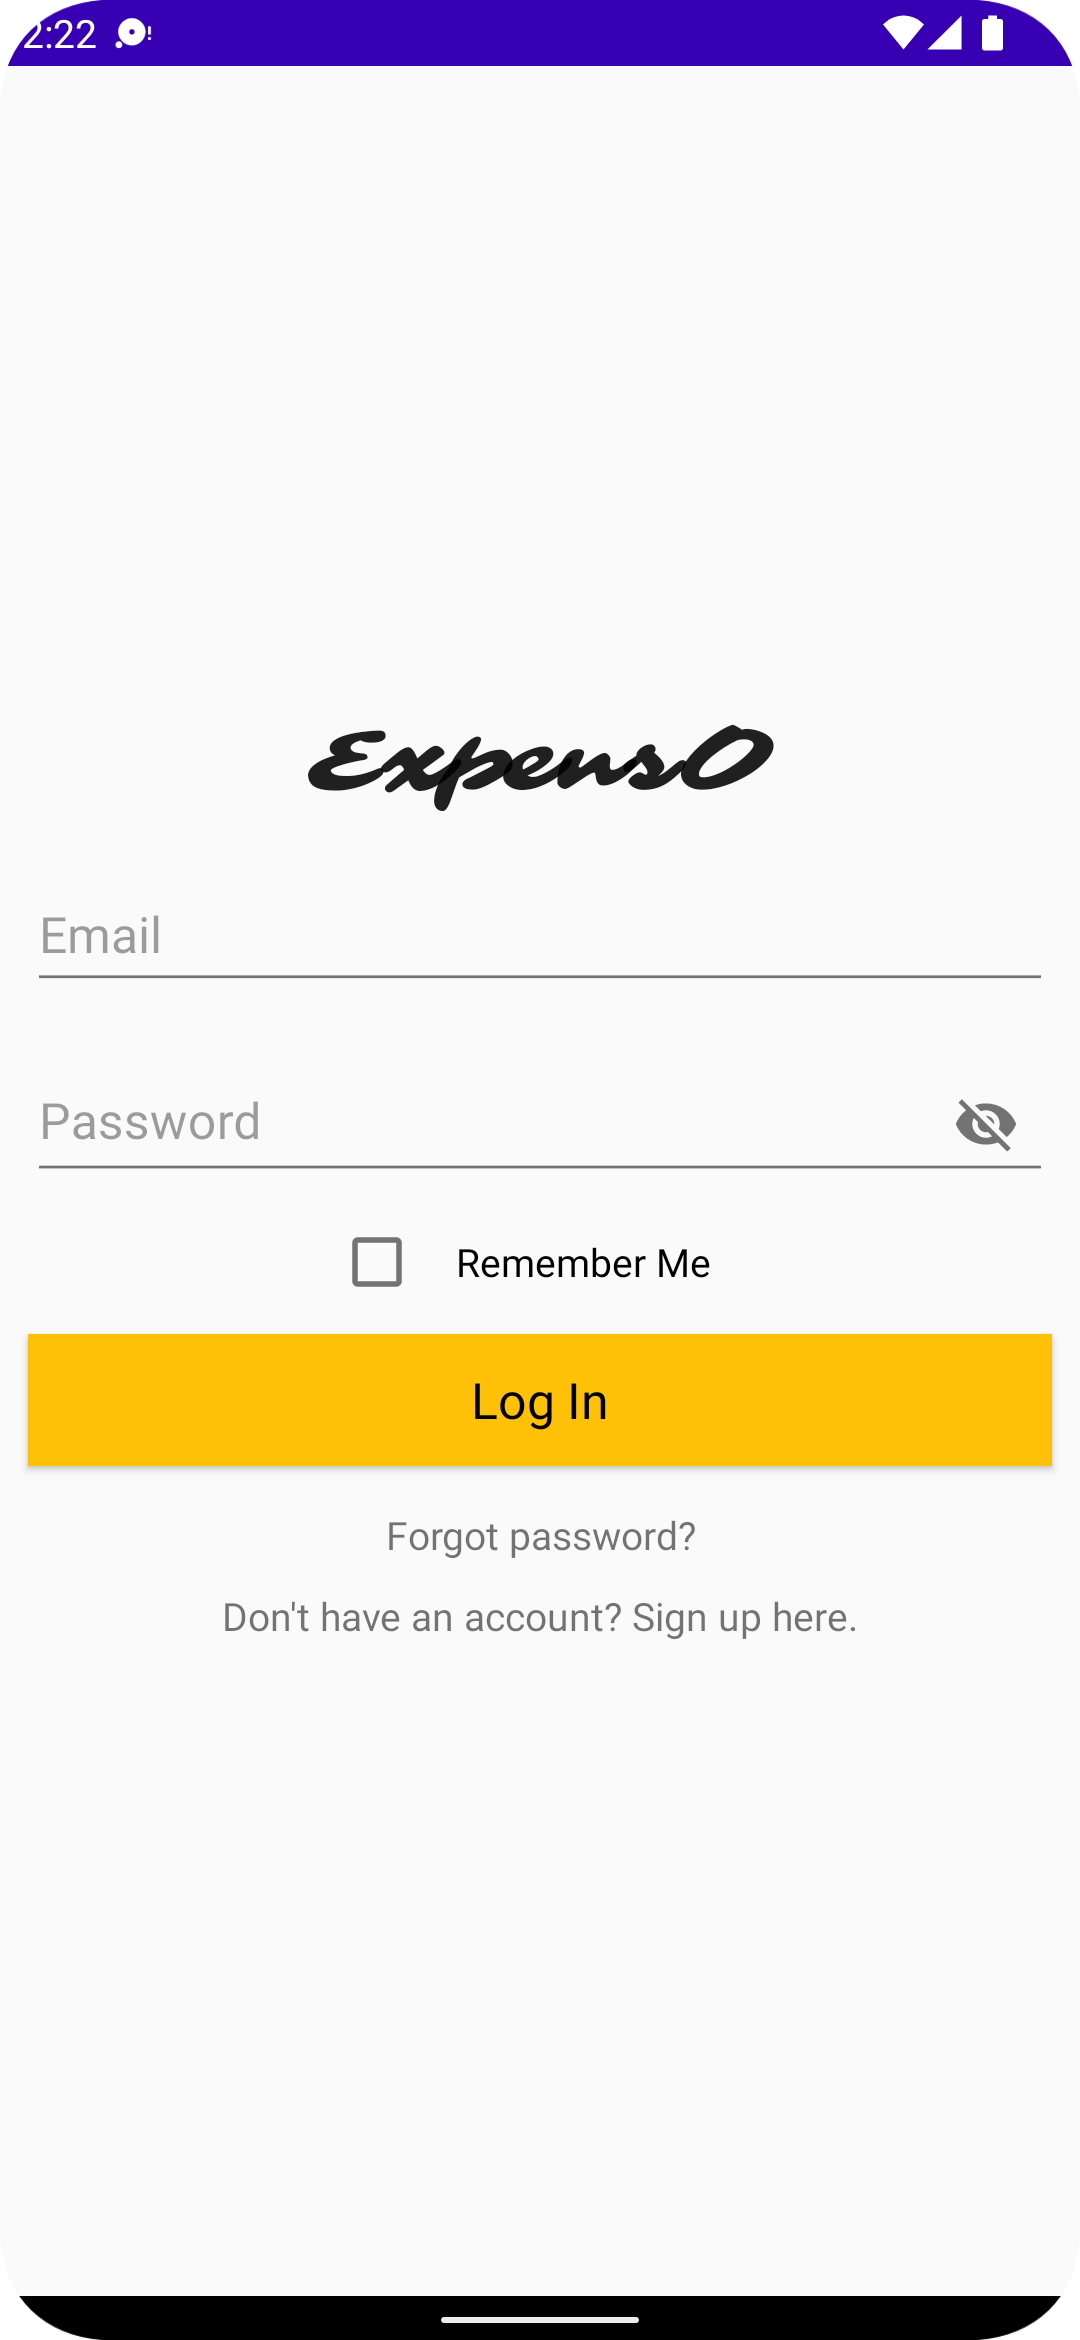 2:22
ExpensO
Email
Password
Remember Me
Log In
Forgot password?
Don't have an account? Sign up here.